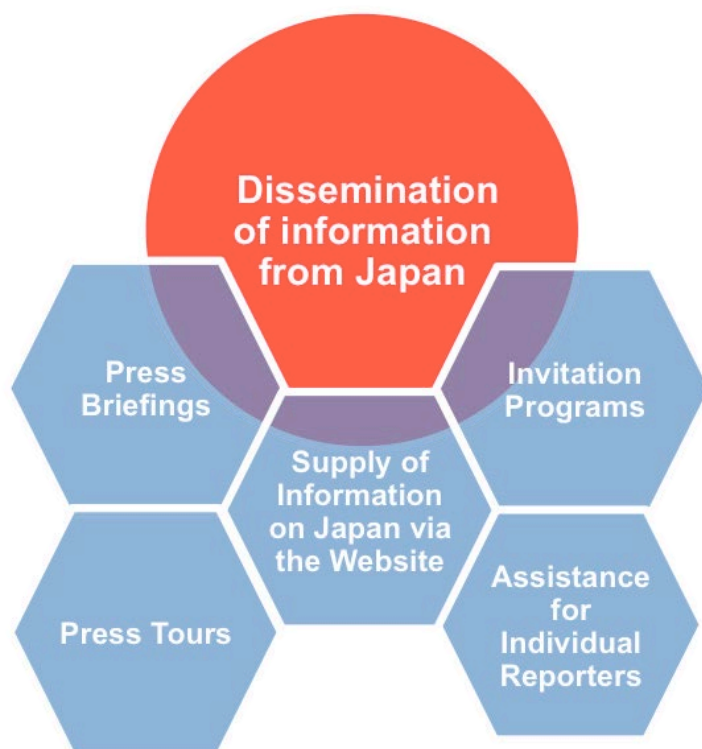 Dissemination
of information
from Japan
Press
Briefings
Invitation
Programs
Supply of
Information
on Japan via
the Website
Press Tours
Assistance
for
Individual
Reporters